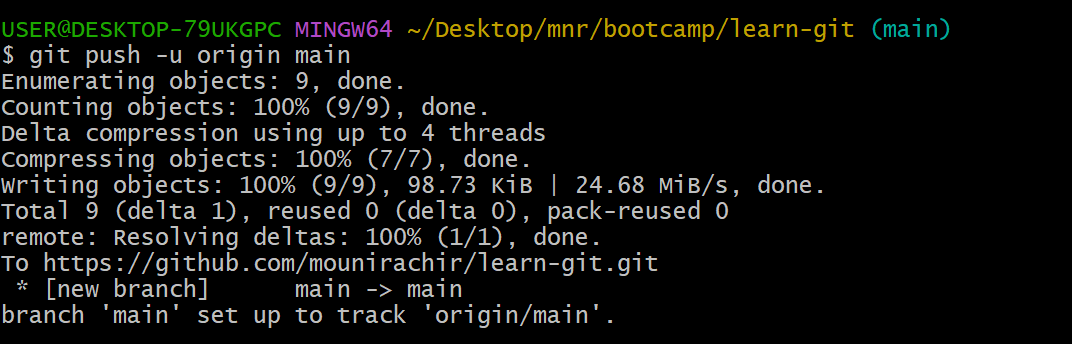 USER@DESKTOP-79UKGPC MINGW64 ~/Desktop/mnr/bootcamp/learn-git (main)
$ git push -u origin main
Enumerating objects: 9, done.
Counting objects: 100% (9/9), done.
Delta compression using up to 4 threads
Compressing objects: 100% (7/7), done.
Writing objects: 100% (9/9), 98.73 KiB | 24.68 MiB/s, done.
Total 9 (delta 1), reused 0 (delta 0), pack-reused 0
remote: Resolving deltas: 100% (1/1), done.
To https://github.com/mounirachir/learn-git.git
 * [new branch]      main -> main
branch 'main' set up to track 'origin/main'.